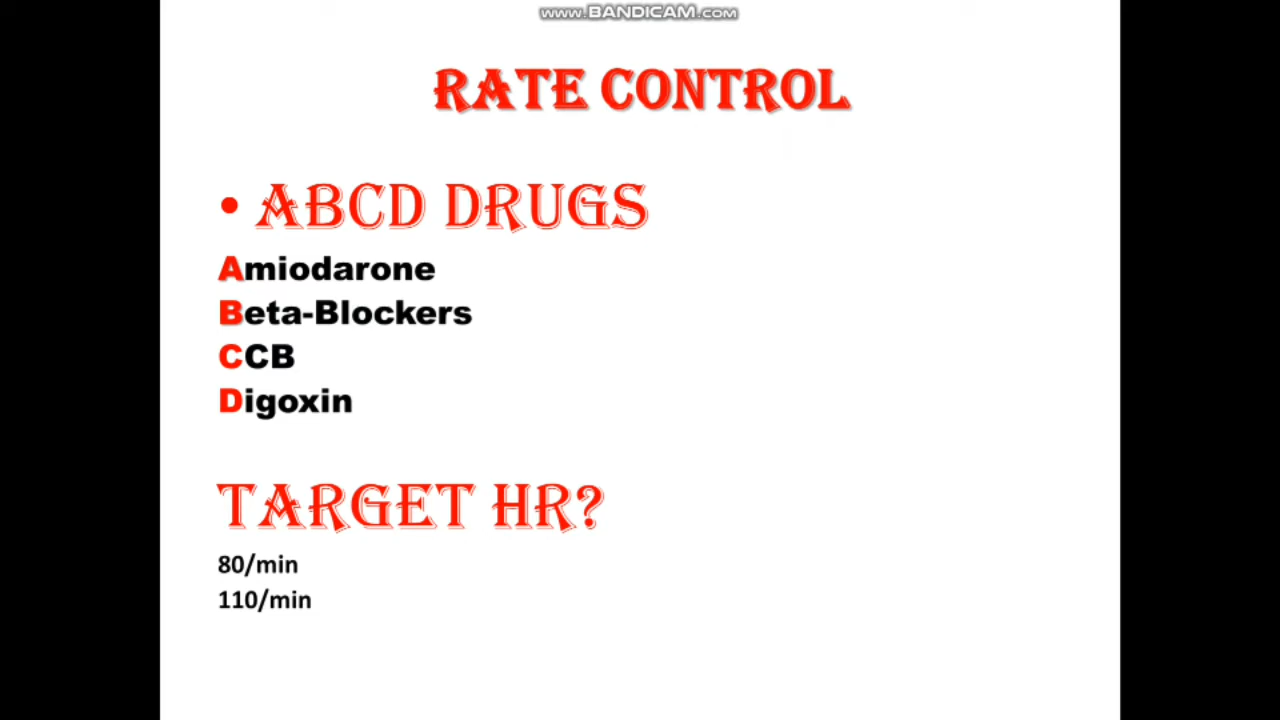 www.BANDICAM.com
RATE CONTROL
• ABCD DRUGS
Amiodarone
Beta-Blockers
CCB
Digoxin
TARGET HR?
80/min
110/min